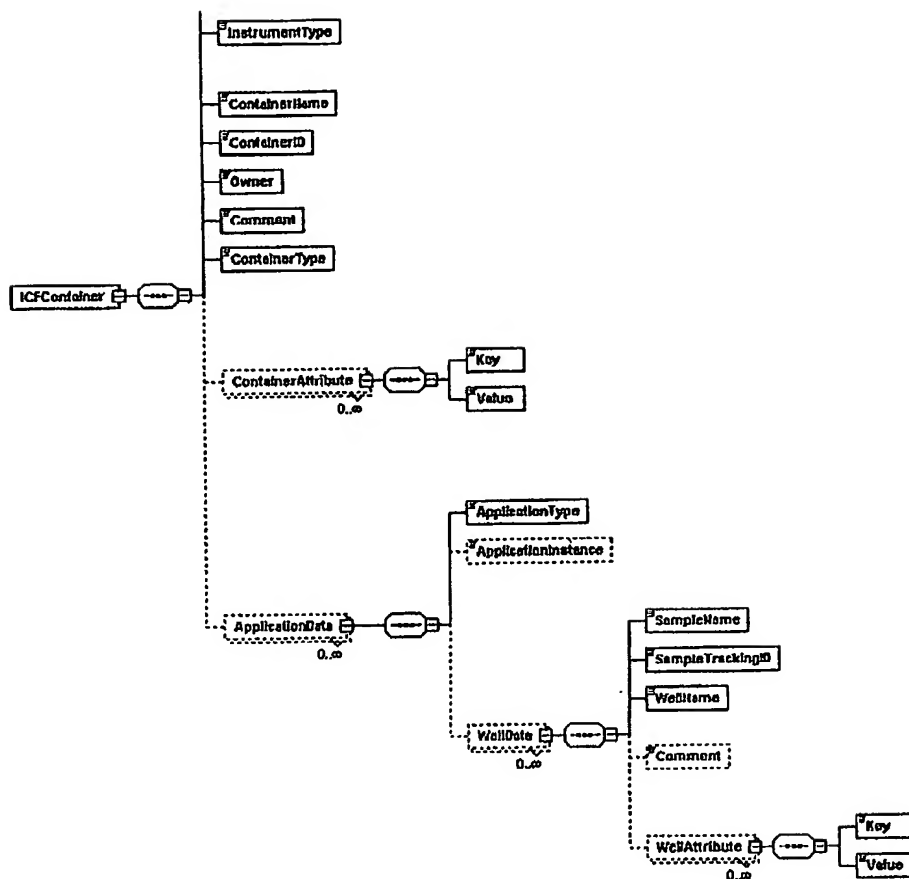 InstrumentType
ContainerName
ContainerID
Owner
Comment
ContainerType
ICFContainer
ContainerAttribute
0..∞
Key
Value
ApplicationType
ApplicationInstance
ApplicationData
0..∞
SampleName
SampleTrackingID
WellName
WellData
0..∞
Comment
WellAttribute
0..∞
Key
Value